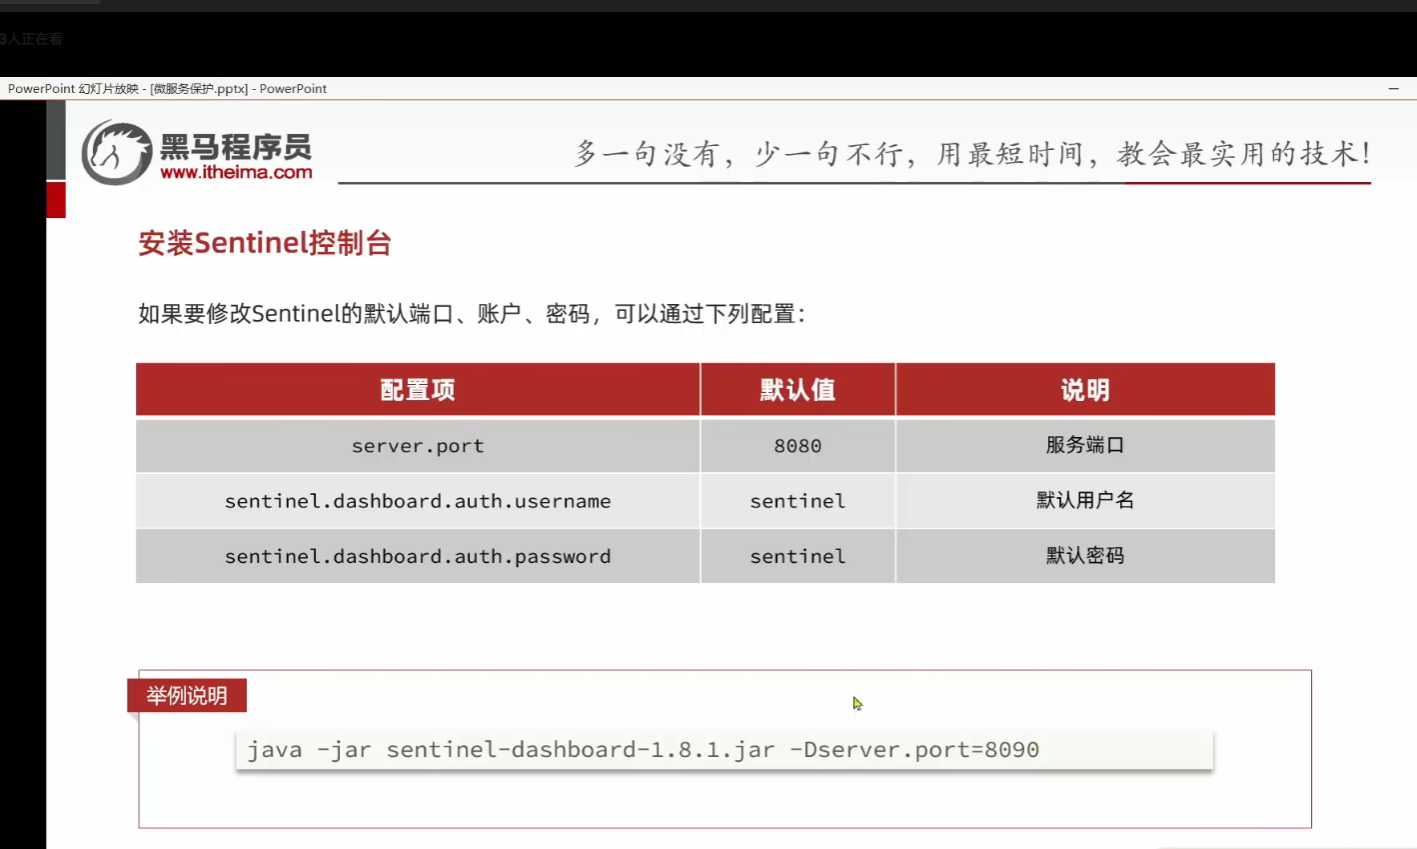 3人正在看
PowerPoint 幻灯片放映 - [微服务保护.pptx] - PowerPoint
黑马程序员
www.itheima.com
多一句没有，少一句不行，用最短时间，教会最实用的技术！
安装Sentinel控制台
如果要修改Sentinel的默认端口、账户、密码，可以通过下列配置：
配置项 默认值 说明
server.port 8080 服务端口
sentinel.dashboard.auth.username sentinel 默认用户名
sentinel.dashboard.auth.password sentinel 默认密码
举例说明
java -jar sentinel-dashboard-1.8.1.jar -Dserver.port=8090